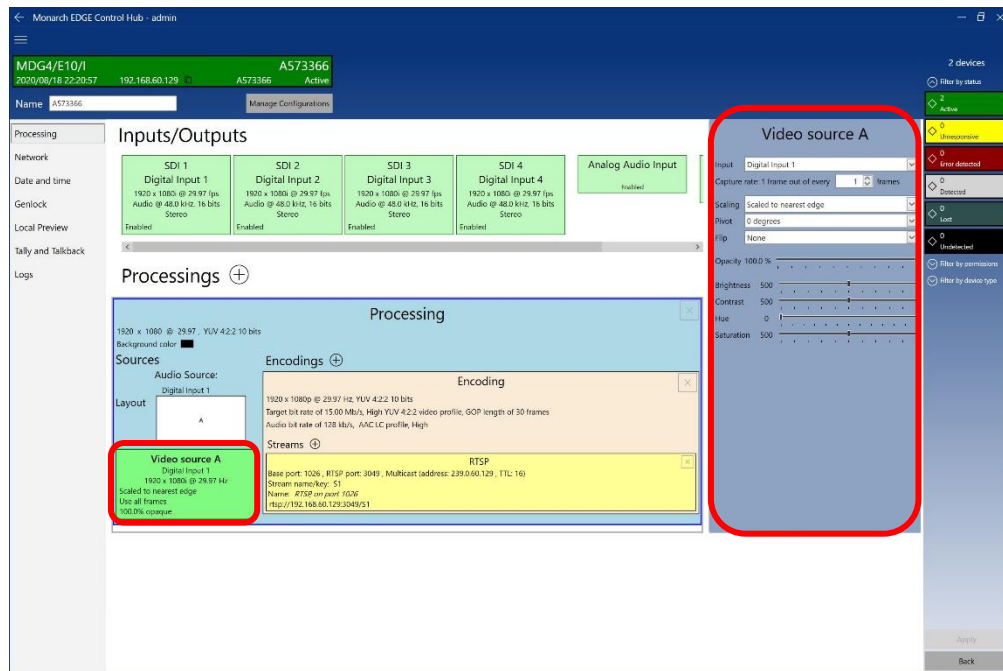 Monarch EDGE Control Hub - admin
MDG4/E10/I A573366
2020/08/18 22:20:57 192.168.60.129 A573366 Active
Name A573366 Manage Configurations
Processing
Network
Date and time
Genlock
Local Preview
Tally and Talkback
Logs
Inputs/Outputs
SDI 1
Digital Input 1
1920 x 1080i @ 29.97 fps
Audio @ 48.0 kHz, 16 bits
Stereo
Enabled
SDI 2
Digital Input 2
1920 x 1080i @ 29.97 fps
Audio @ 48.0 kHz, 16 bits
Stereo
Enabled
SDI 3
Digital Input 3
1920 x 1080i @ 29.97 fps
Audio @ 48.0 kHz, 16 bits
Stereo
Enabled
SDI 4
Digital Input 4
1920 x 1080i @ 29.97 fps
Audio @ 48.0 kHz, 16 bits
Stereo
Enabled
Analog Audio Input
Enabled
Processings
Processing
1920 x 1080 @ 29.97 , YUV 4:2:2 10 bits
Background color
Sources
Audio Source:
Digital Input 1
Layout
A
Video source A
Digital Input 1
1920 x 1080i @ 29.97 Hz
Scaled to nearest edge
Use all frames
100.0% opaque
Encodings
Encoding
1920 x 1080p @ 29.97 Hz, YUV 4:2:2 10 bits
Target bit rate of 15.00 Mb/s, High YUV 4:2:2 video profile, GOP length of 30 frames
Audio bit rate of 128 kb/s, AAC LC profile, High
Streams
RTSP
Base port: 1026 , RTSP port: 3049 , Multicast (address: 239.0.60.129 , TTL: 16)
Stream name/key: S1
Name: RTSP on port 1026
rtsp://192.168.60.129:3049/S1
Video source A
Input Digital Input 1
Capture rate: 1 frame out of every 1 frames
Scaling Scaled to nearest edge
Pivot 0 degrees
Flip None
Opacity 100.0 %
Brightness 500
Contrast 500
Hue 0
Saturation 500
2 devices
Filter by status
2
Active
0
Unresponsive
0
Error detected
0
Detected
0
Lost
0
Undetected
Filter by permissions
Filter by device type
Apply
Back